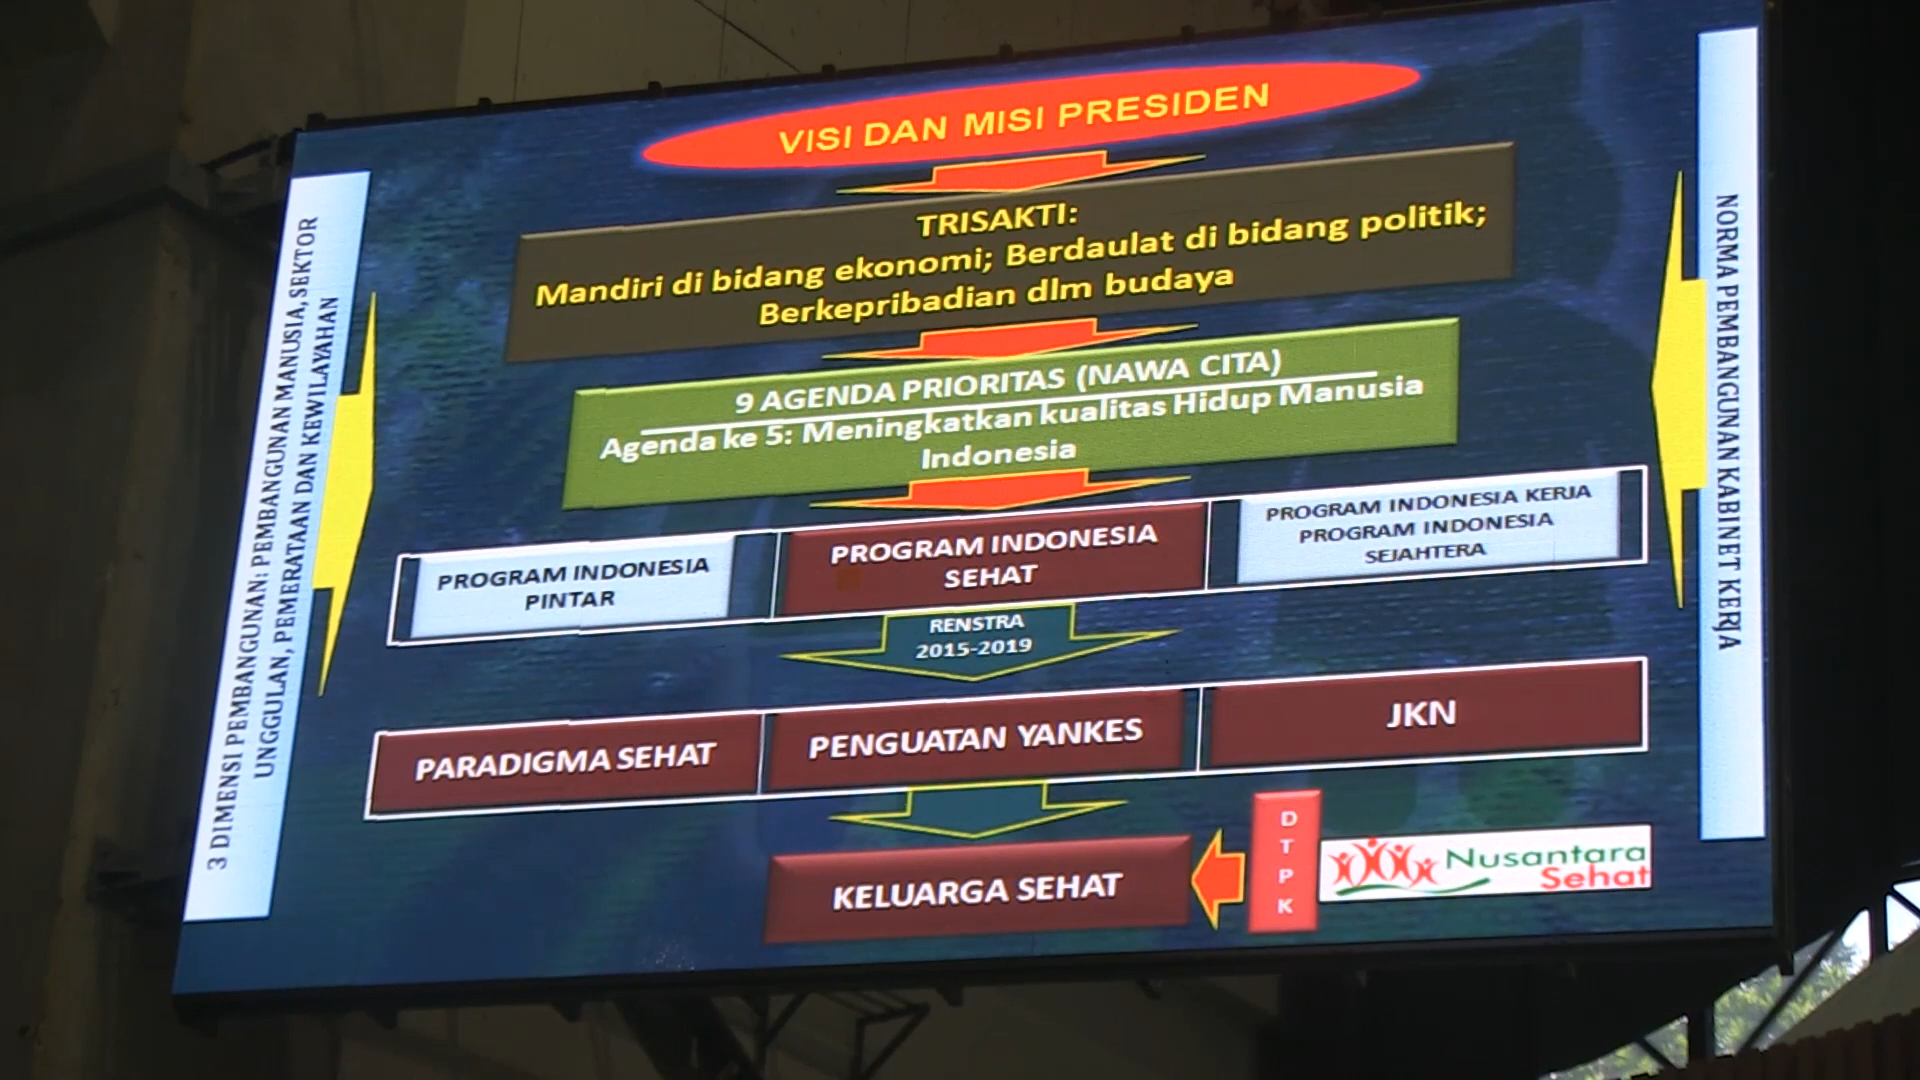 VISI DAN MISI PRESIDEN
TRISAKTI:
Mandiri di bidang ekonomi; Berdaulat di bidang politik;
Berkepribadian dlm budaya
9 AGENDA PRIORITAS (NAWA CITA)
Agenda ke 5: Meningkatkan kualitas Hidup Manusia
Indonesia
PROGRAM INDONESIA
PINTAR
PROGRAM INDONESIA
SEHAT
PROGRAM INDONESIA KERJA
PROGRAM INDONESIA
SEJAHTERA
RENSTRA
2015-2019
PARADIGMA SEHAT
PENGUATAN YANKES
JKN
KELUARGA SEHAT
DTPK
Nusantara
Sehat
3 DIMENSI PEMBANGUNAN: PEMBANGUNAN MANUSIA, SEKTOR
UNGGULAN, PEMERATAAN DAN KEWILAYAHAN
NORMA PEMBANGUNAN KABINET KERJA